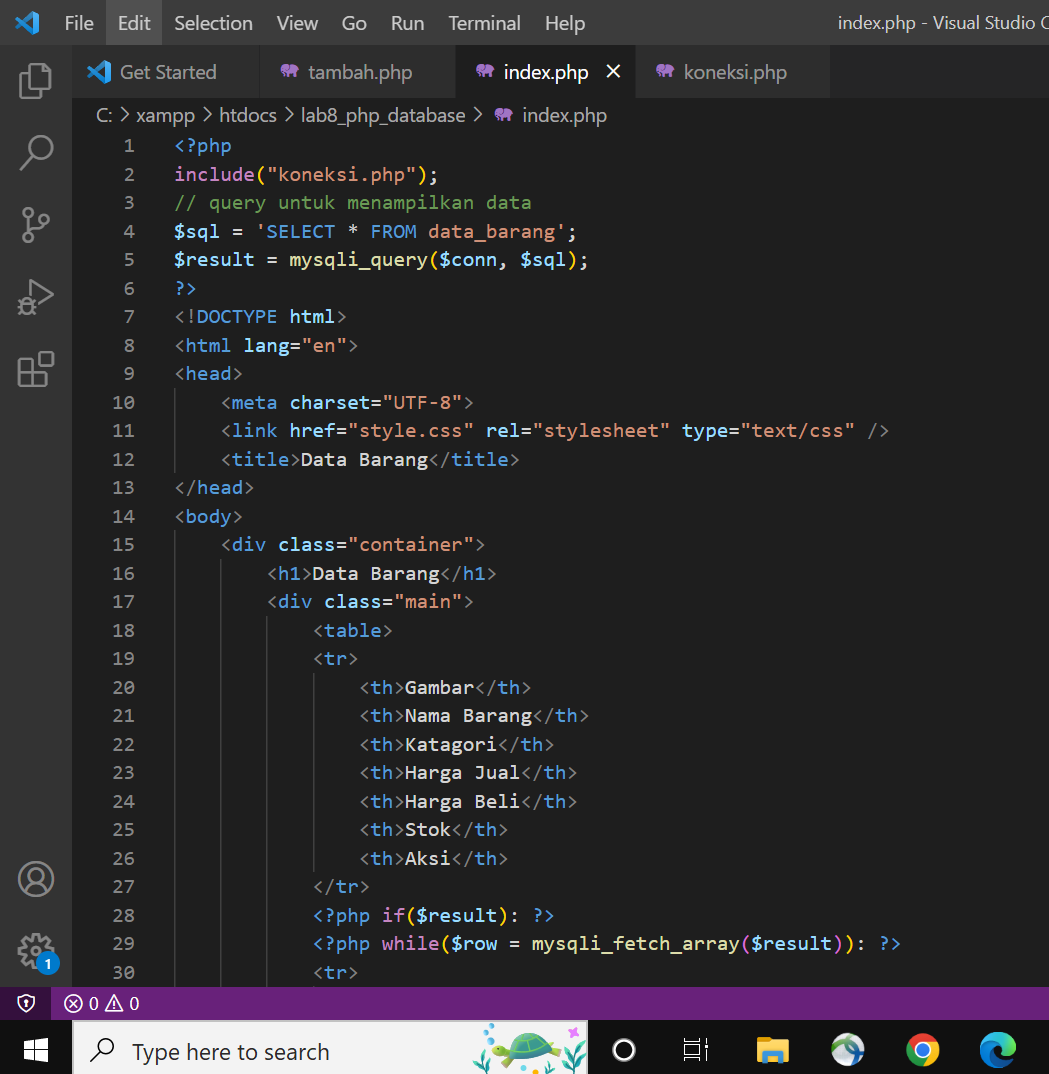 File Edit Selection View Go Run Terminal Help index.php - Visual Studio C
Get Started tambah.php index.php koneksi.php
C: > xampp > htdocs > lab8_php_database > index.php
1 <?php
2 include("koneksi.php");
3 // query untuk menampilkan data
4 $sql = 'SELECT * FROM data_barang';
5 $result = mysqli_query($conn, $sql);
6 ?>
7 <!DOCTYPE html>
8 <html lang="en">
9 <head>
10     <meta charset="UTF-8">
11     <link href="style.css" rel="stylesheet" type="text/css" />
12     <title>Data Barang</title>
13 </head>
14 <body>
15     <div class="container">
16         <h1>Data Barang</h1>
17         <div class="main">
18             <table>
19             <tr>
20                 <th>Gambar</th>
21                 <th>Nama Barang</th>
22                 <th>Katagori</th>
23                 <th>Harga Jual</th>
24                 <th>Harga Beli</th>
25                 <th>Stok</th>
26                 <th>Aksi</th>
27             </tr>
28             <?php if($result): ?>
29             <?php while($row = mysqli_fetch_array($result)): ?>
30             <tr>
1
0 0
Type here to search